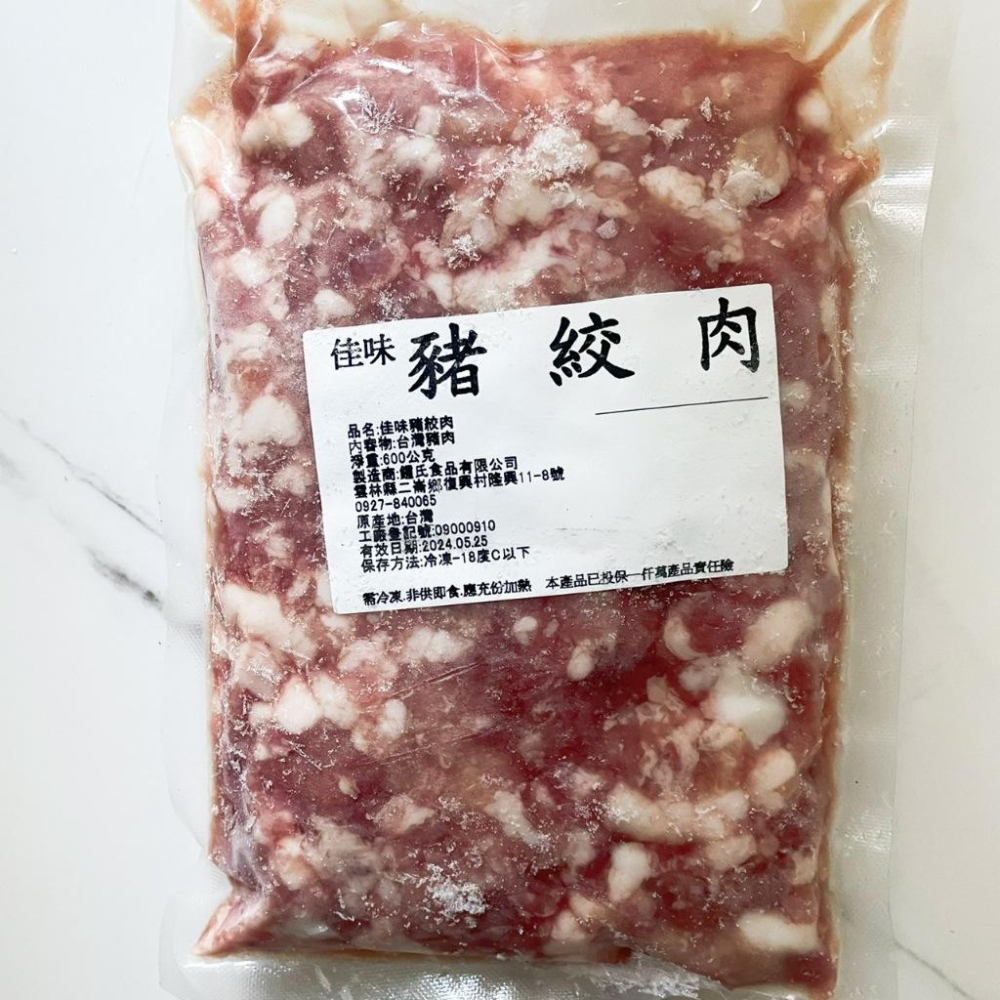 佳味 豬 絞 肉
品名:佳味豬絞肉
內容物:台灣豬肉
淨重:600公克
製造商:鍾氏食品有限公司
雲林縣二崙鄉復興村隆興11-8號
0927-840065
原產地:台灣
工廠登記號:09000910
有效日期:2024.05.25
保存方法:冷凍-18度C以下
需冷凍.非供即食.應充份加熱 本產品已投保一仟萬產品責任險